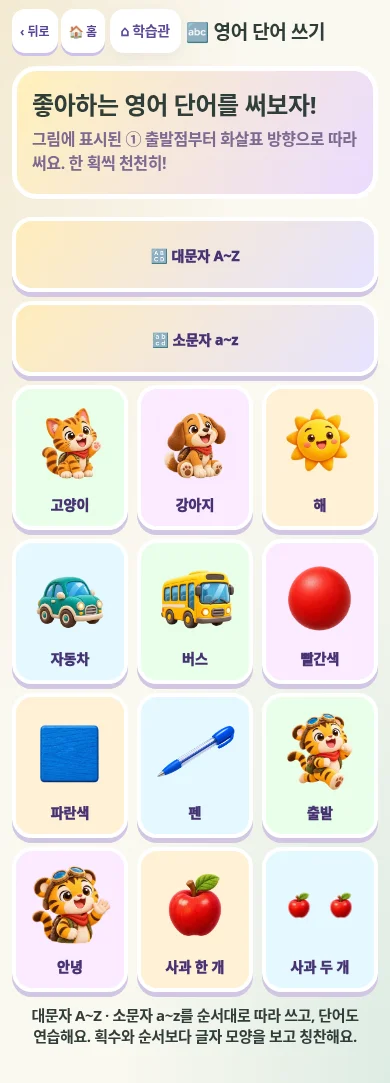 ‹ 뒤로 🏠 홈 ⌂ 학습관 🔤 영어 단어 쓰기
좋아하는 영어 단어를 써보자!
그림에 표시된 ① 출발점부터 화살표 방향으로 따라
써요. 한 획씩 천천히!
🔠 대문자 A~Z
🔡 소문자 a~z
고양이 강아지 해
자동차 버스 빨간색
파란색 펜 출발
안녕 사과 한 개 사과 두 개
대문자 A~Z · 소문자 a~z를 순서대로 따라 쓰고, 단어도
연습해요. 획수와 순서보다 글자 모양을 보고 칭찬해요.